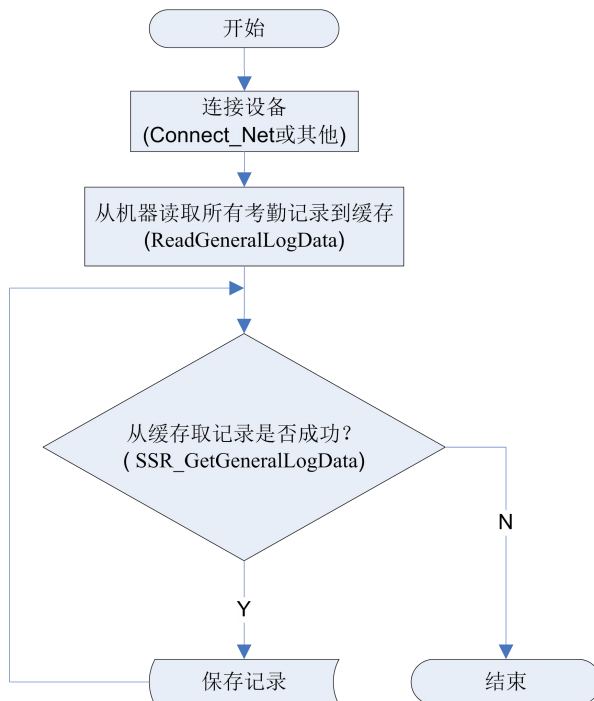 开始
连接设备
(Connect_Net或其他)
从机器读取所有考勤记录到缓存
(ReadGeneralLogData)
从缓存取记录是否成功?
( SSR_GetGeneralLogData)
N
Y
保存记录
结束